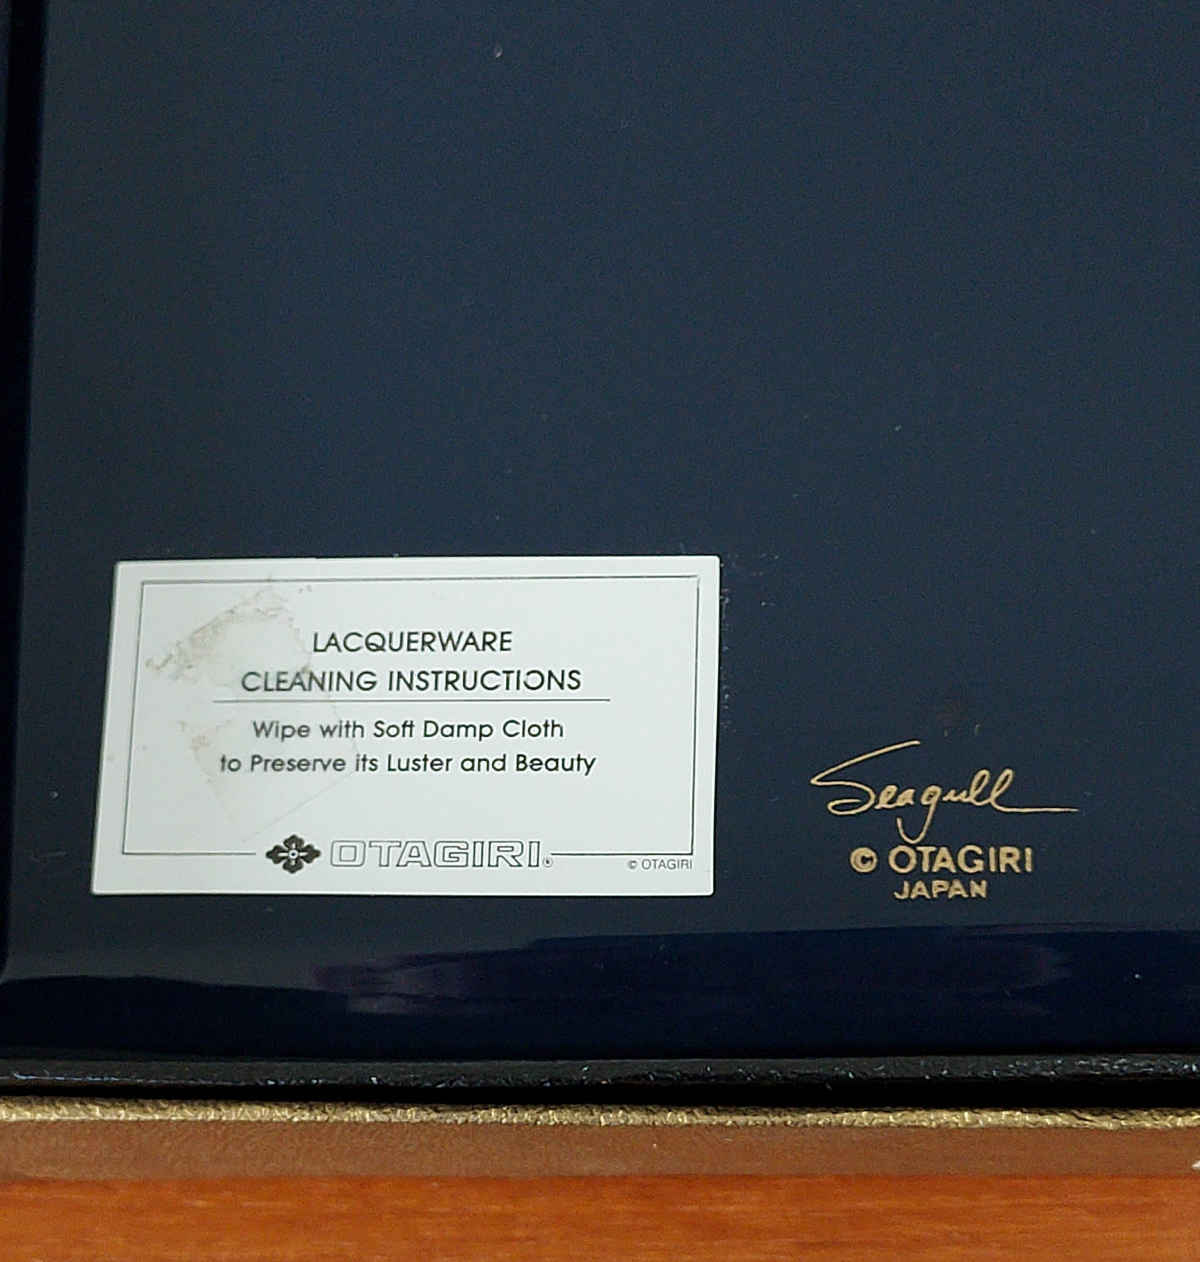 LACQUERWARE
CLEANING INSTRUCTIONS
Wipe with Soft Damp Cloth
to Preserve its Luster and Beauty
OTAGIRI®
© OTAGIRI
Seagull
© OTAGIRI
JAPAN